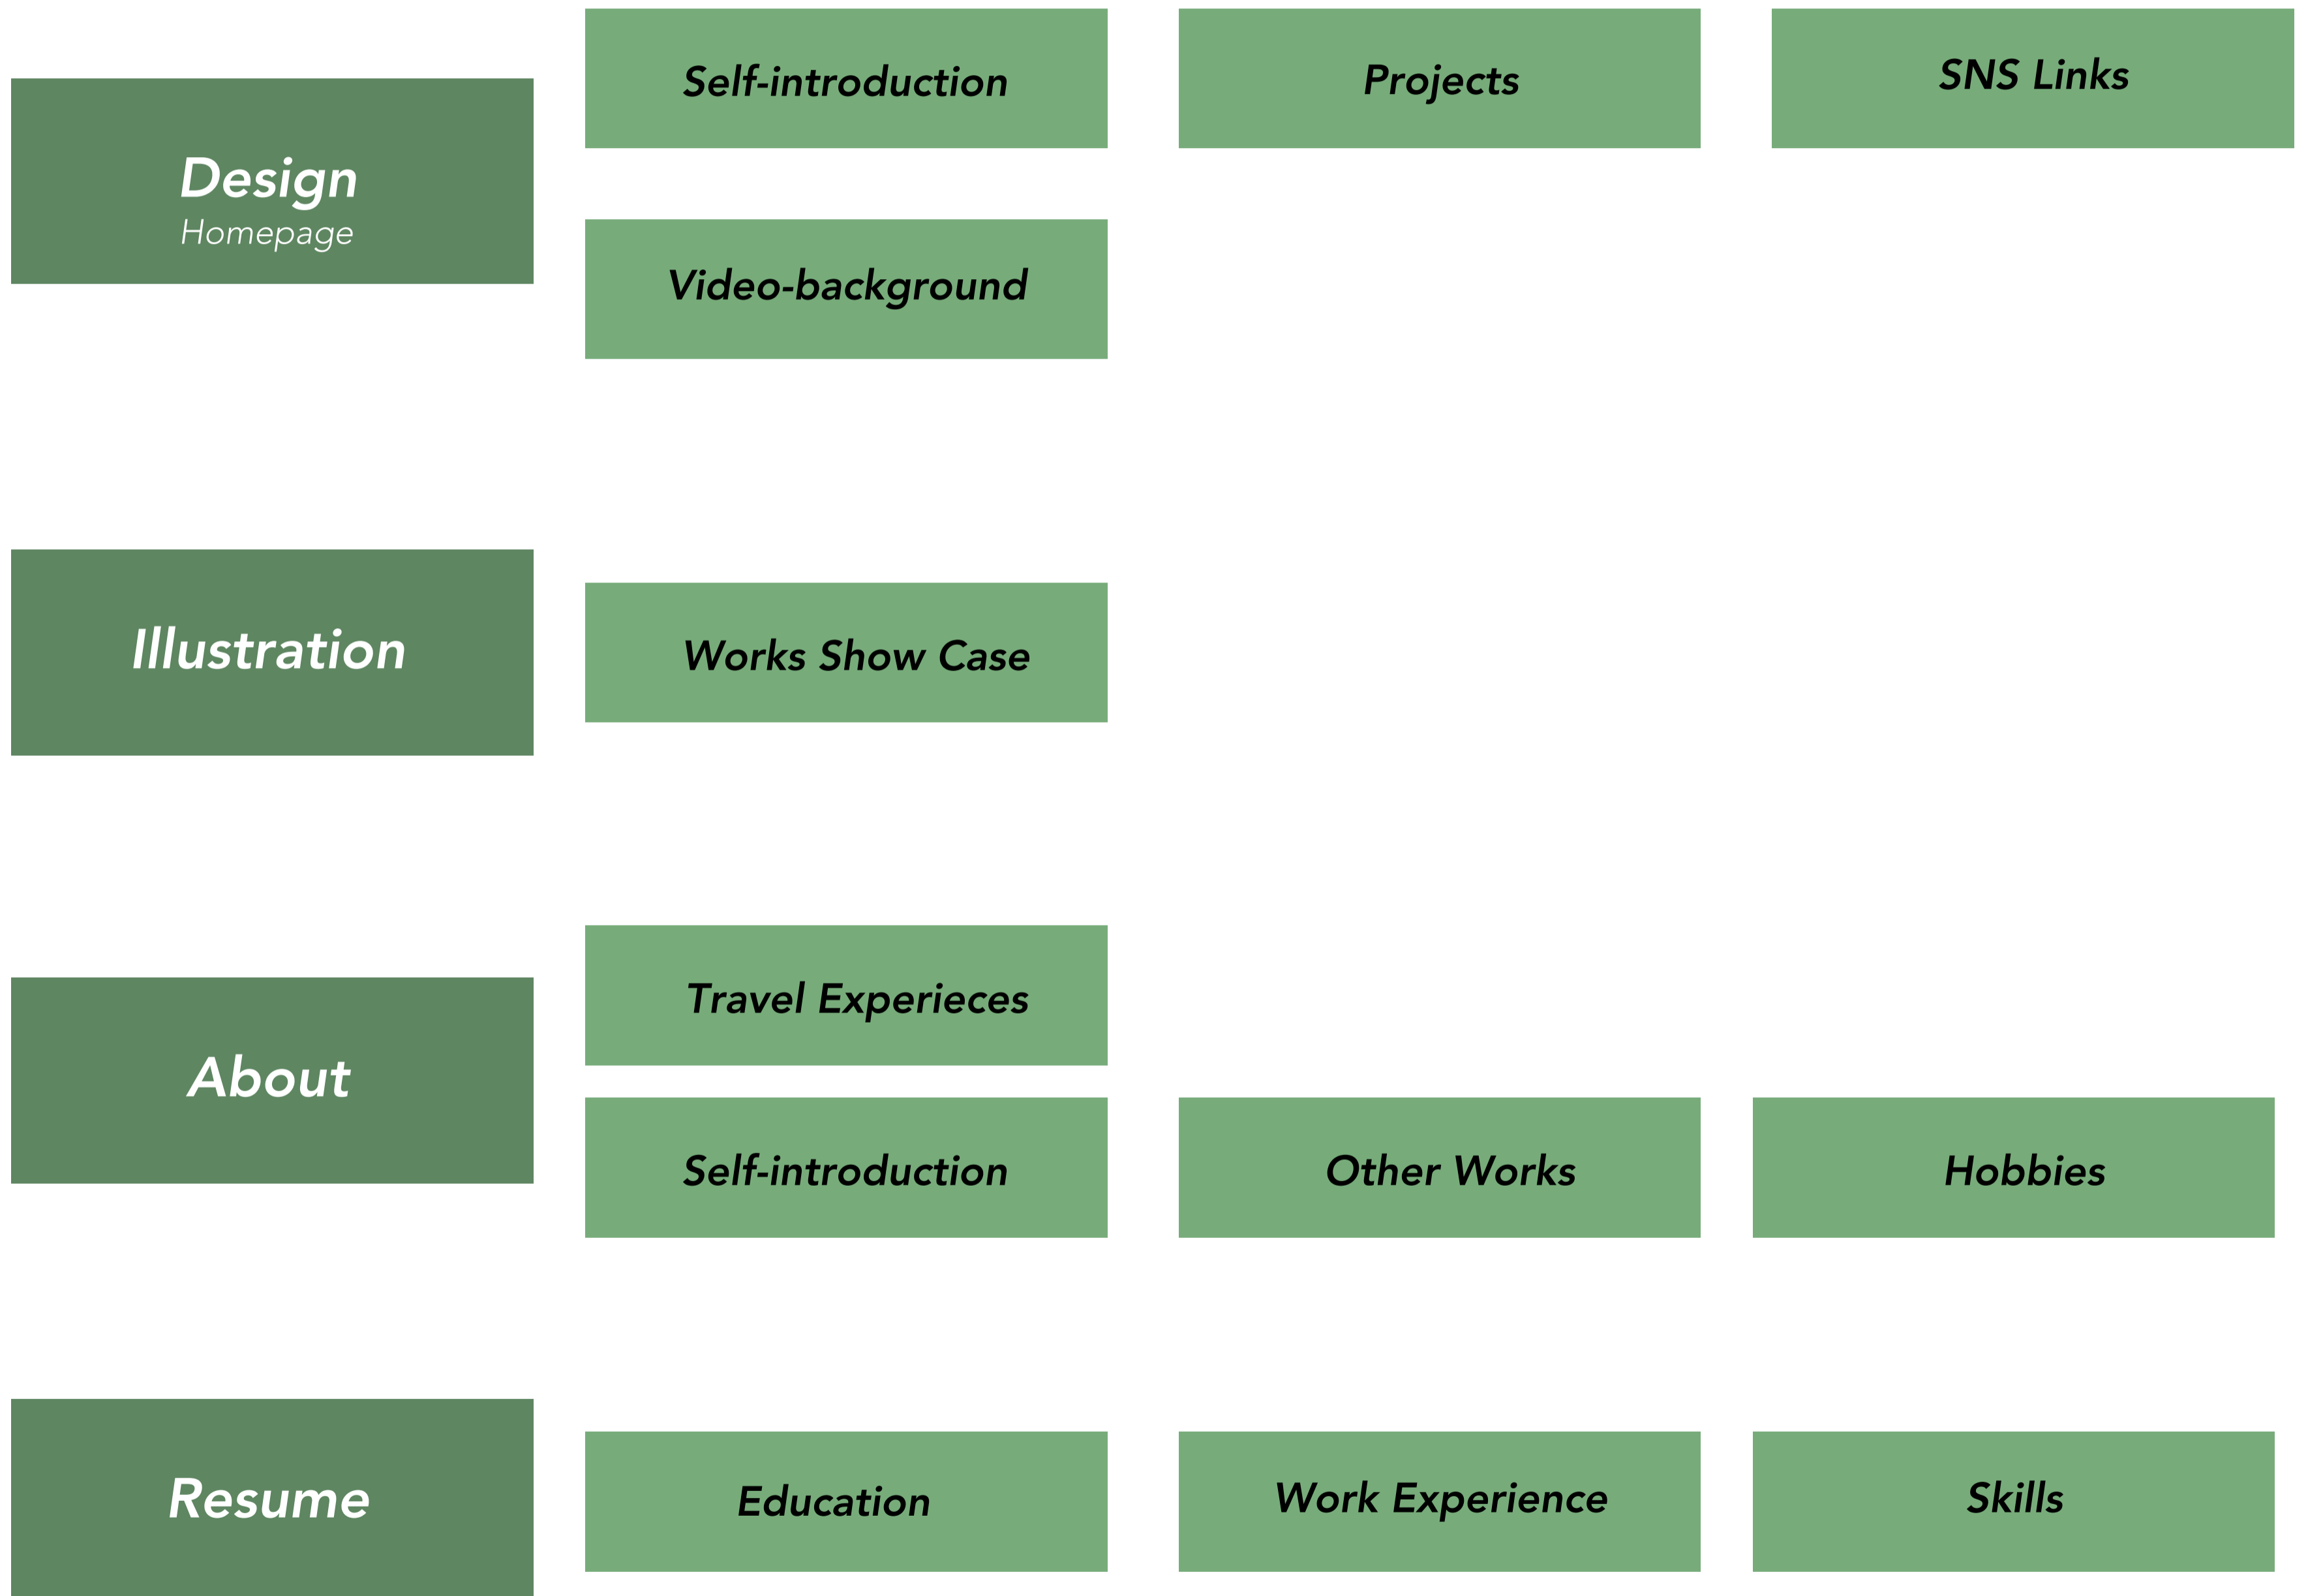 Self-introduction
Projects
SNS Links
Design
Homepage
Video-background
Illustration
Works Show Case
Travel Experieces
About
Self-introduction
Other Works
Hobbies
Resume
Education
Work Experience
Skills